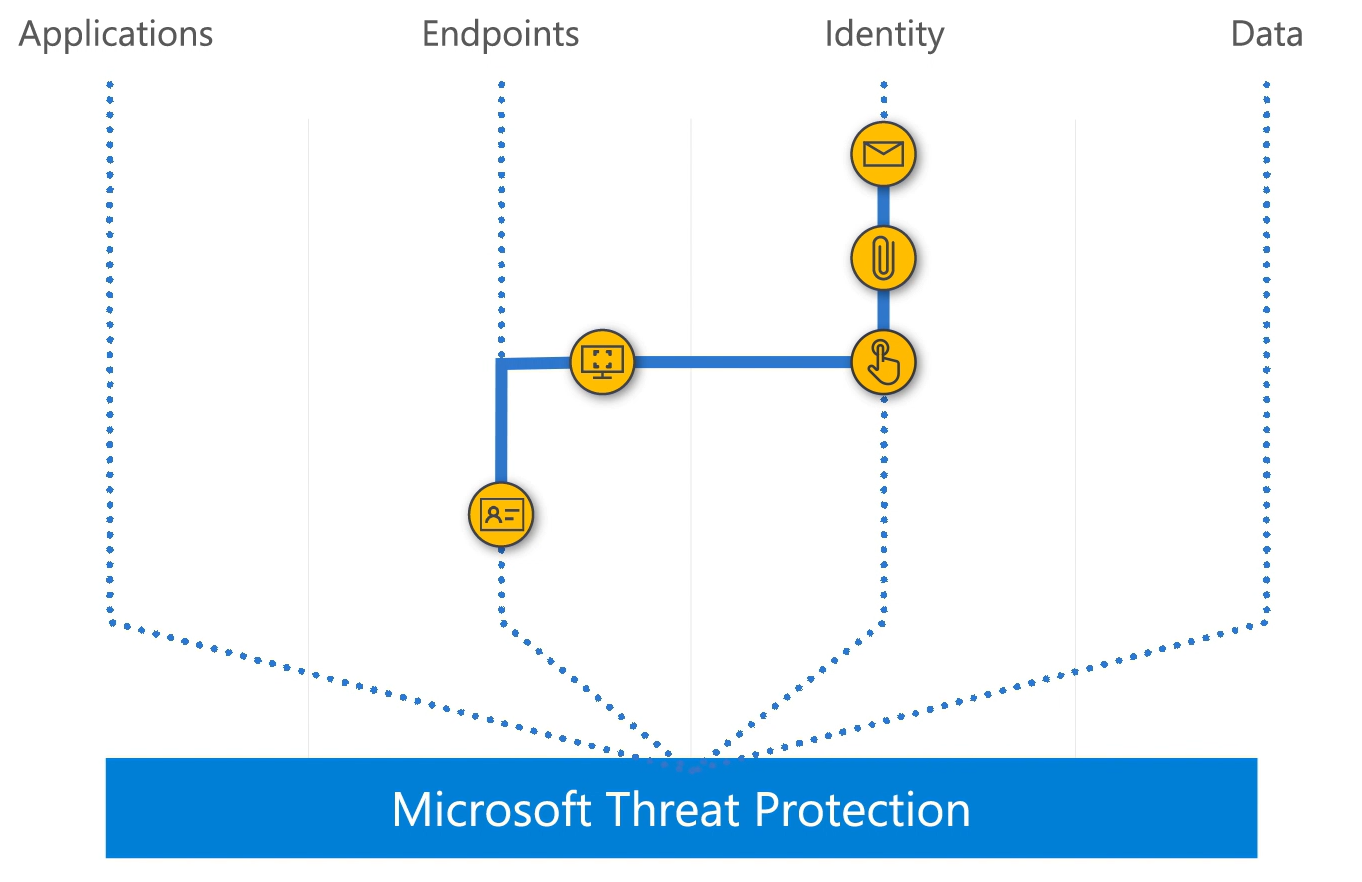 Applications
Endpoints
Identity
Data
Microsoft Threat Protection